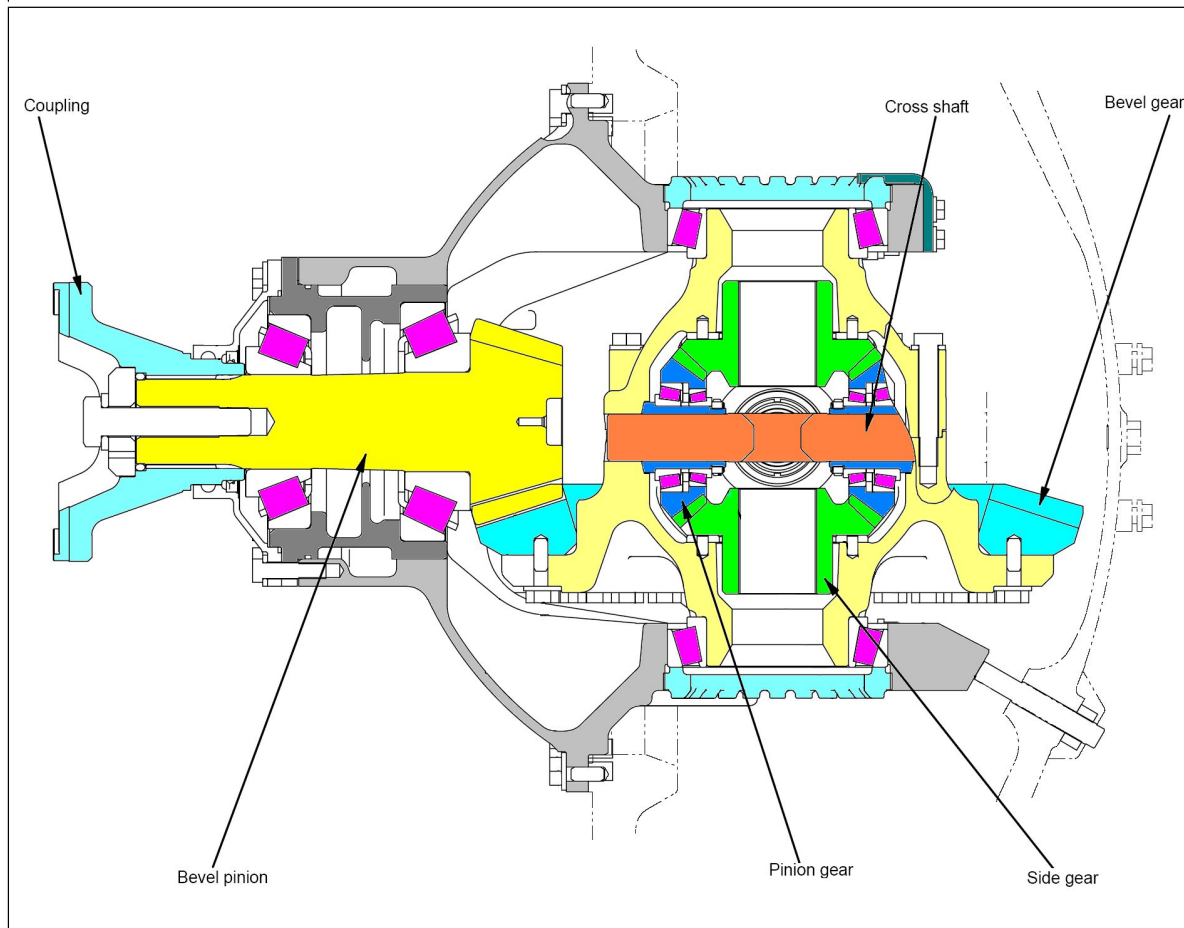 Coupling
Cross shaft
Bevel gear
Bevel pinion
Pinion gear
Side gear